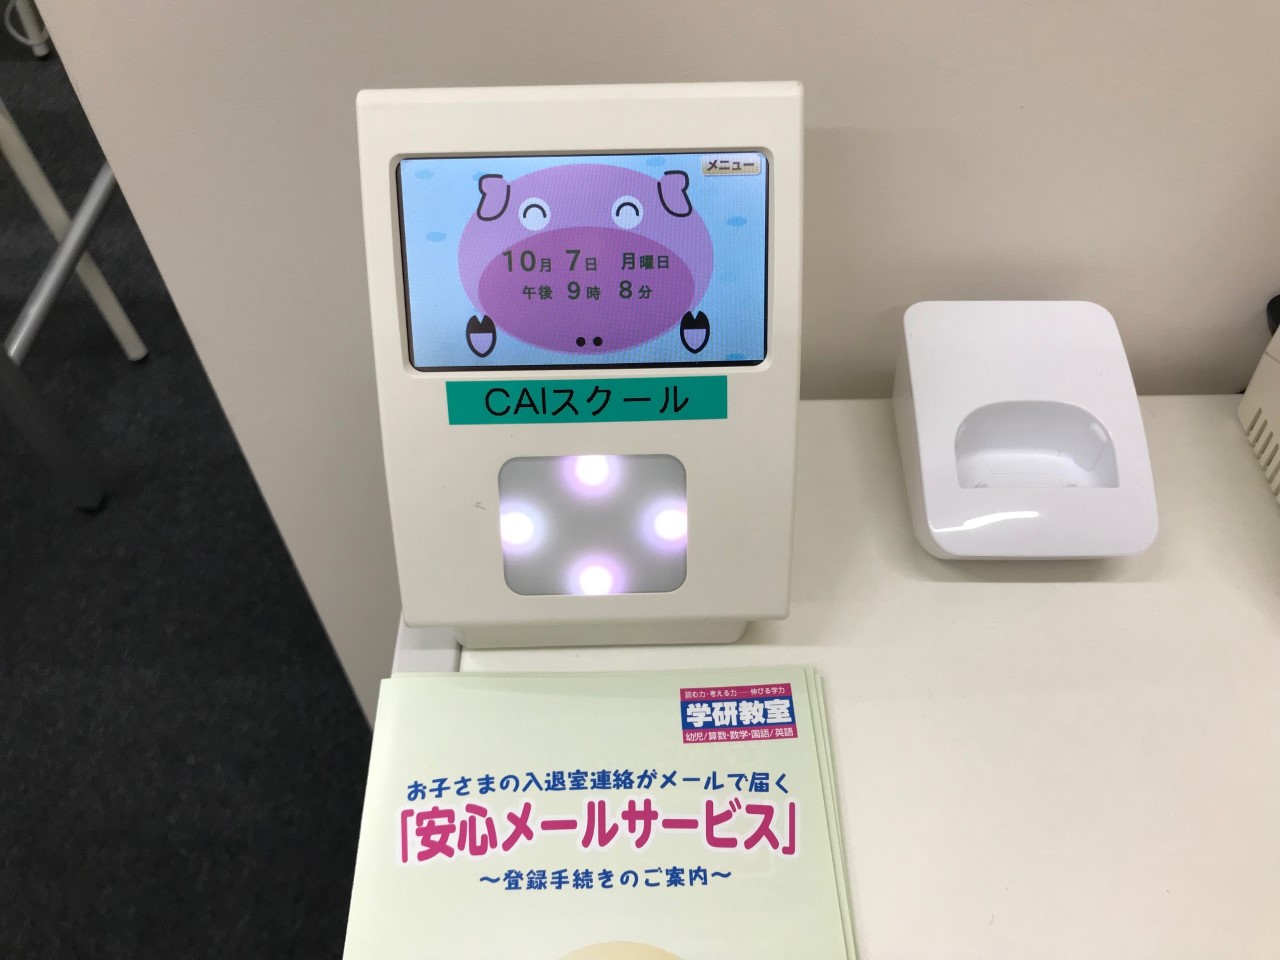 メニュー
10月 7日 月曜日
午後 9時 8分
CAIスクール
読む力・考える力――伸びる学力
学研教室
幼児/算数・数学・国語/英語
お子さまの入退室連絡がメールで届く
「安心メールサービス」
～登録手続きのご案内～